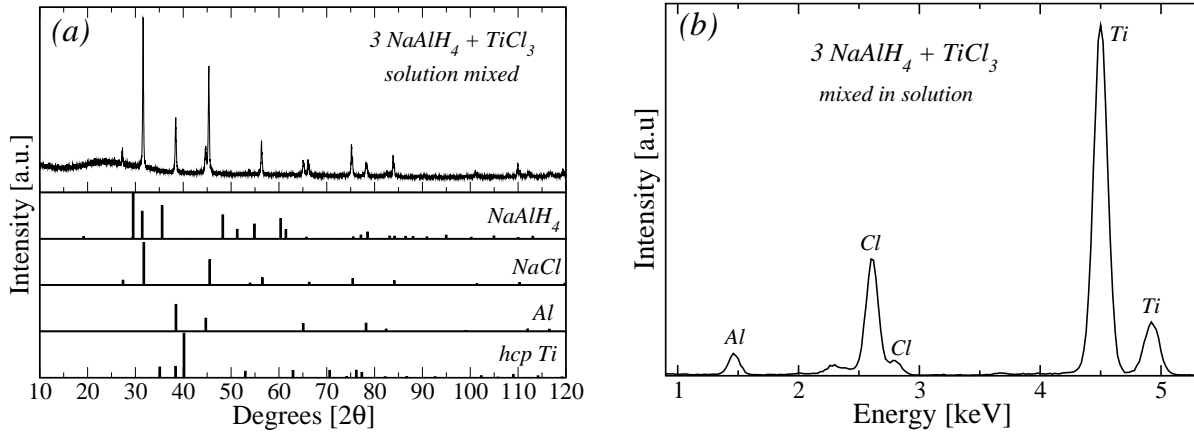 (a)
3 NaAlH4 + TiCl3
solution mixed
NaAlH4
NaCl
Al
hcp Ti
Intensity [a.u.]
10 20 30 40 50 60 70 80 90 100 110 120
Degrees [2θ]
(b)
3 NaAlH4 + TiCl3
mixed in solution
Ti
Cl
Al
Cl
Ti
Intensity [a.u]
1 2 3 4 5
Energy [keV]